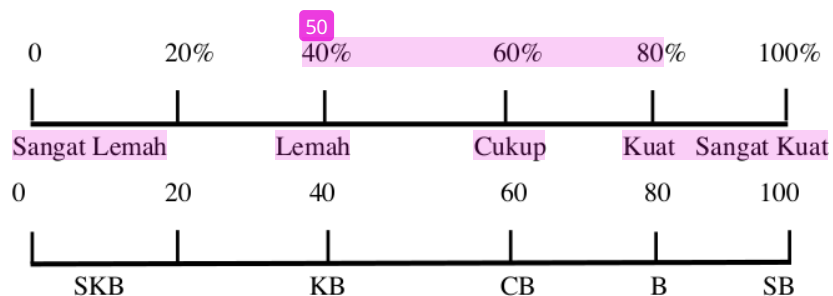 50
0 20% 40% 60% 80% 100%
Sangat Lemah Lemah Cukup Kuat Sangat Kuat
0 20 40 60 80 100
SKB KB CB B SB